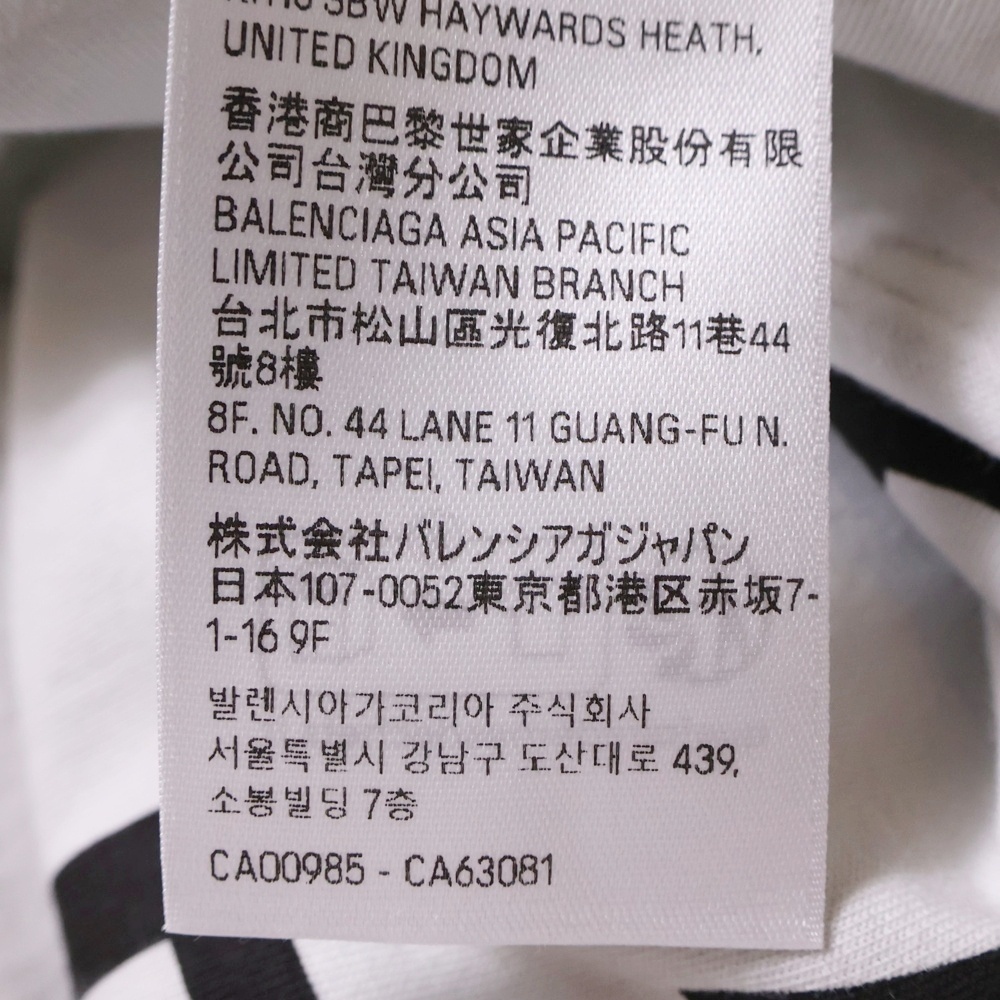 SBW HAYWARDS HEATH,
UNITED KINGDOM
香港商巴黎世家企業股份有限
公司台灣分公司
BALENCIAGA ASIA PACIFIC
LIMITED TAIWAN BRANCH
台北市松山區光復北路11巷44
號8樓
8F. NO. 44 LANE 11 GUANG-FU N.
ROAD, TAPEI, TAIWAN
株式会社バレンシアガジャパン
日本107-0052東京都港区赤坂7-
1-16 9F
발렌시아가코리아 주식회사
서울특별시 강남구 도산대로 439,
소봉빌딩 7층
CA00985 - CA63081